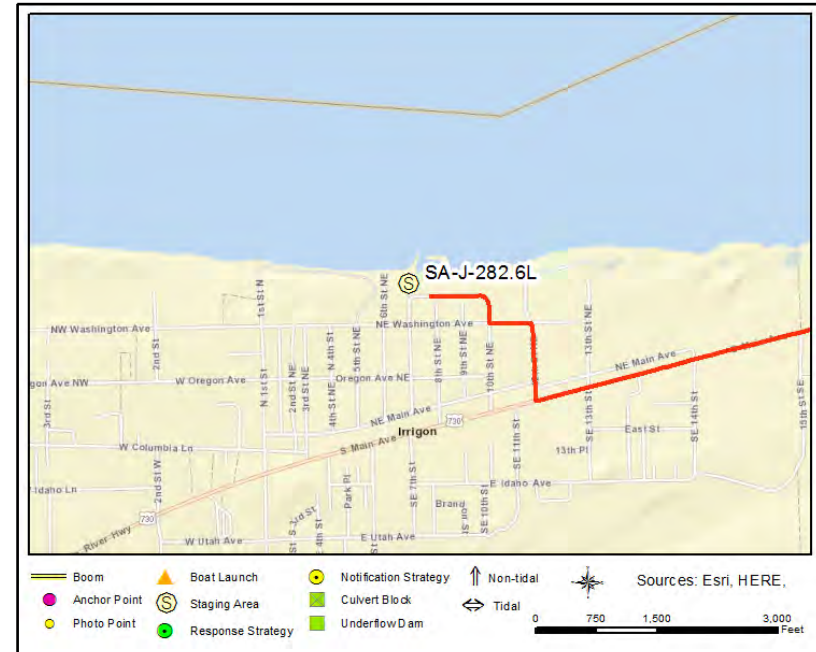 SA-J-282.6L
NW Washington Ave
NE Washington Ave
1st St N
6th St NE
5th St NE
2nd St
N 4th St
13th St NE
8th St NE
9th St NE
10th St NE
NE Main Ave
gon Ave NW
W Oregon Ave
Oregon Ave NE
3rd St
N 1st St
2nd St NE
3rd St NE
4th St NE
NE Main Ave
730
Irrigon
S Main Ave
W Columbia Ln
SE 11th St
SE 13th St
East St
SE 14th St
15th St SE
13th Pl
Idaho Ln
2nd St W
Park Pl
SE 7th St
E Idaho Ave
Brand
SE 10th St
730
River Hwy
W Utah Ave
E 4th St
E Utah Ave
Boom
Boat Launch
Notification Strategy
Non-tidal
Sources: Esri, HERE,
Anchor Point
S Staging Area
Culvert Block
Tidal
Photo Point
Response Strategy
Underflow Dam
0 750 1,500 3,000
Feet